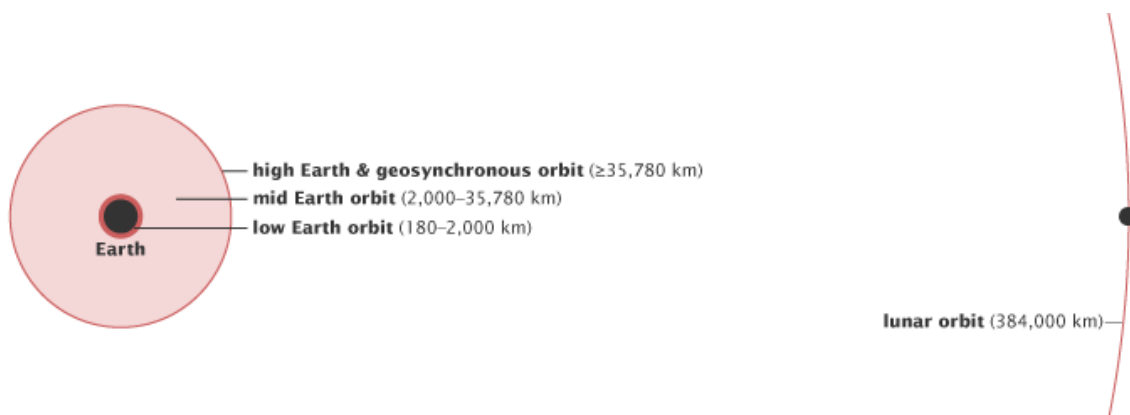 high Earth & geosynchronous orbit (≥35,780 km)
mid Earth orbit (2,000–35,780 km)
low Earth orbit (180–2,000 km)
Earth
lunar orbit (384,000 km)